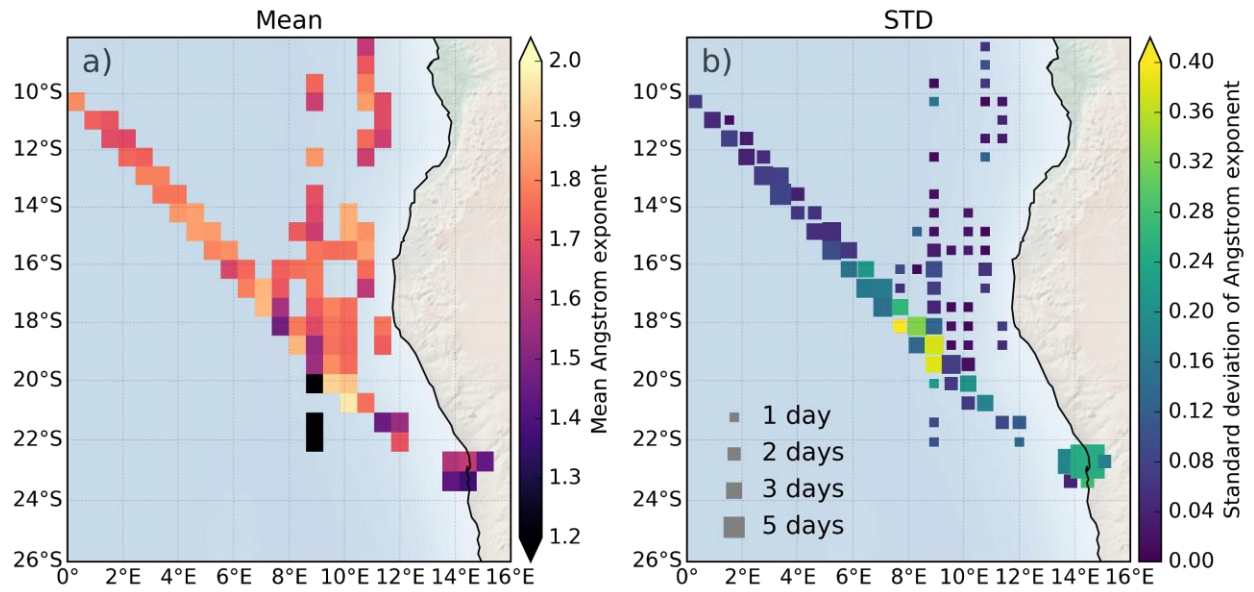 Mean
STD
a)
b)
10°S
12°S
14°S
16°S
18°S
20°S
22°S
24°S
26°S
0°
2°E
4°E
6°E
8°E
10°E
12°E
14°E
16°E
2.0
1.9
1.8
1.7
1.6
1.5
1.4
1.3
1.2
Mean Angstrom exponent
10°S
12°S
14°S
16°S
18°S
20°S
22°S
24°S
26°S
0°
2°E
4°E
6°E
8°E
10°E
12°E
14°E
16°E
1 day
2 days
3 days
5 days
0.40
0.36
0.32
0.28
0.24
0.20
0.16
0.12
0.08
0.04
0.00
Standard deviation of Angstrom exponent